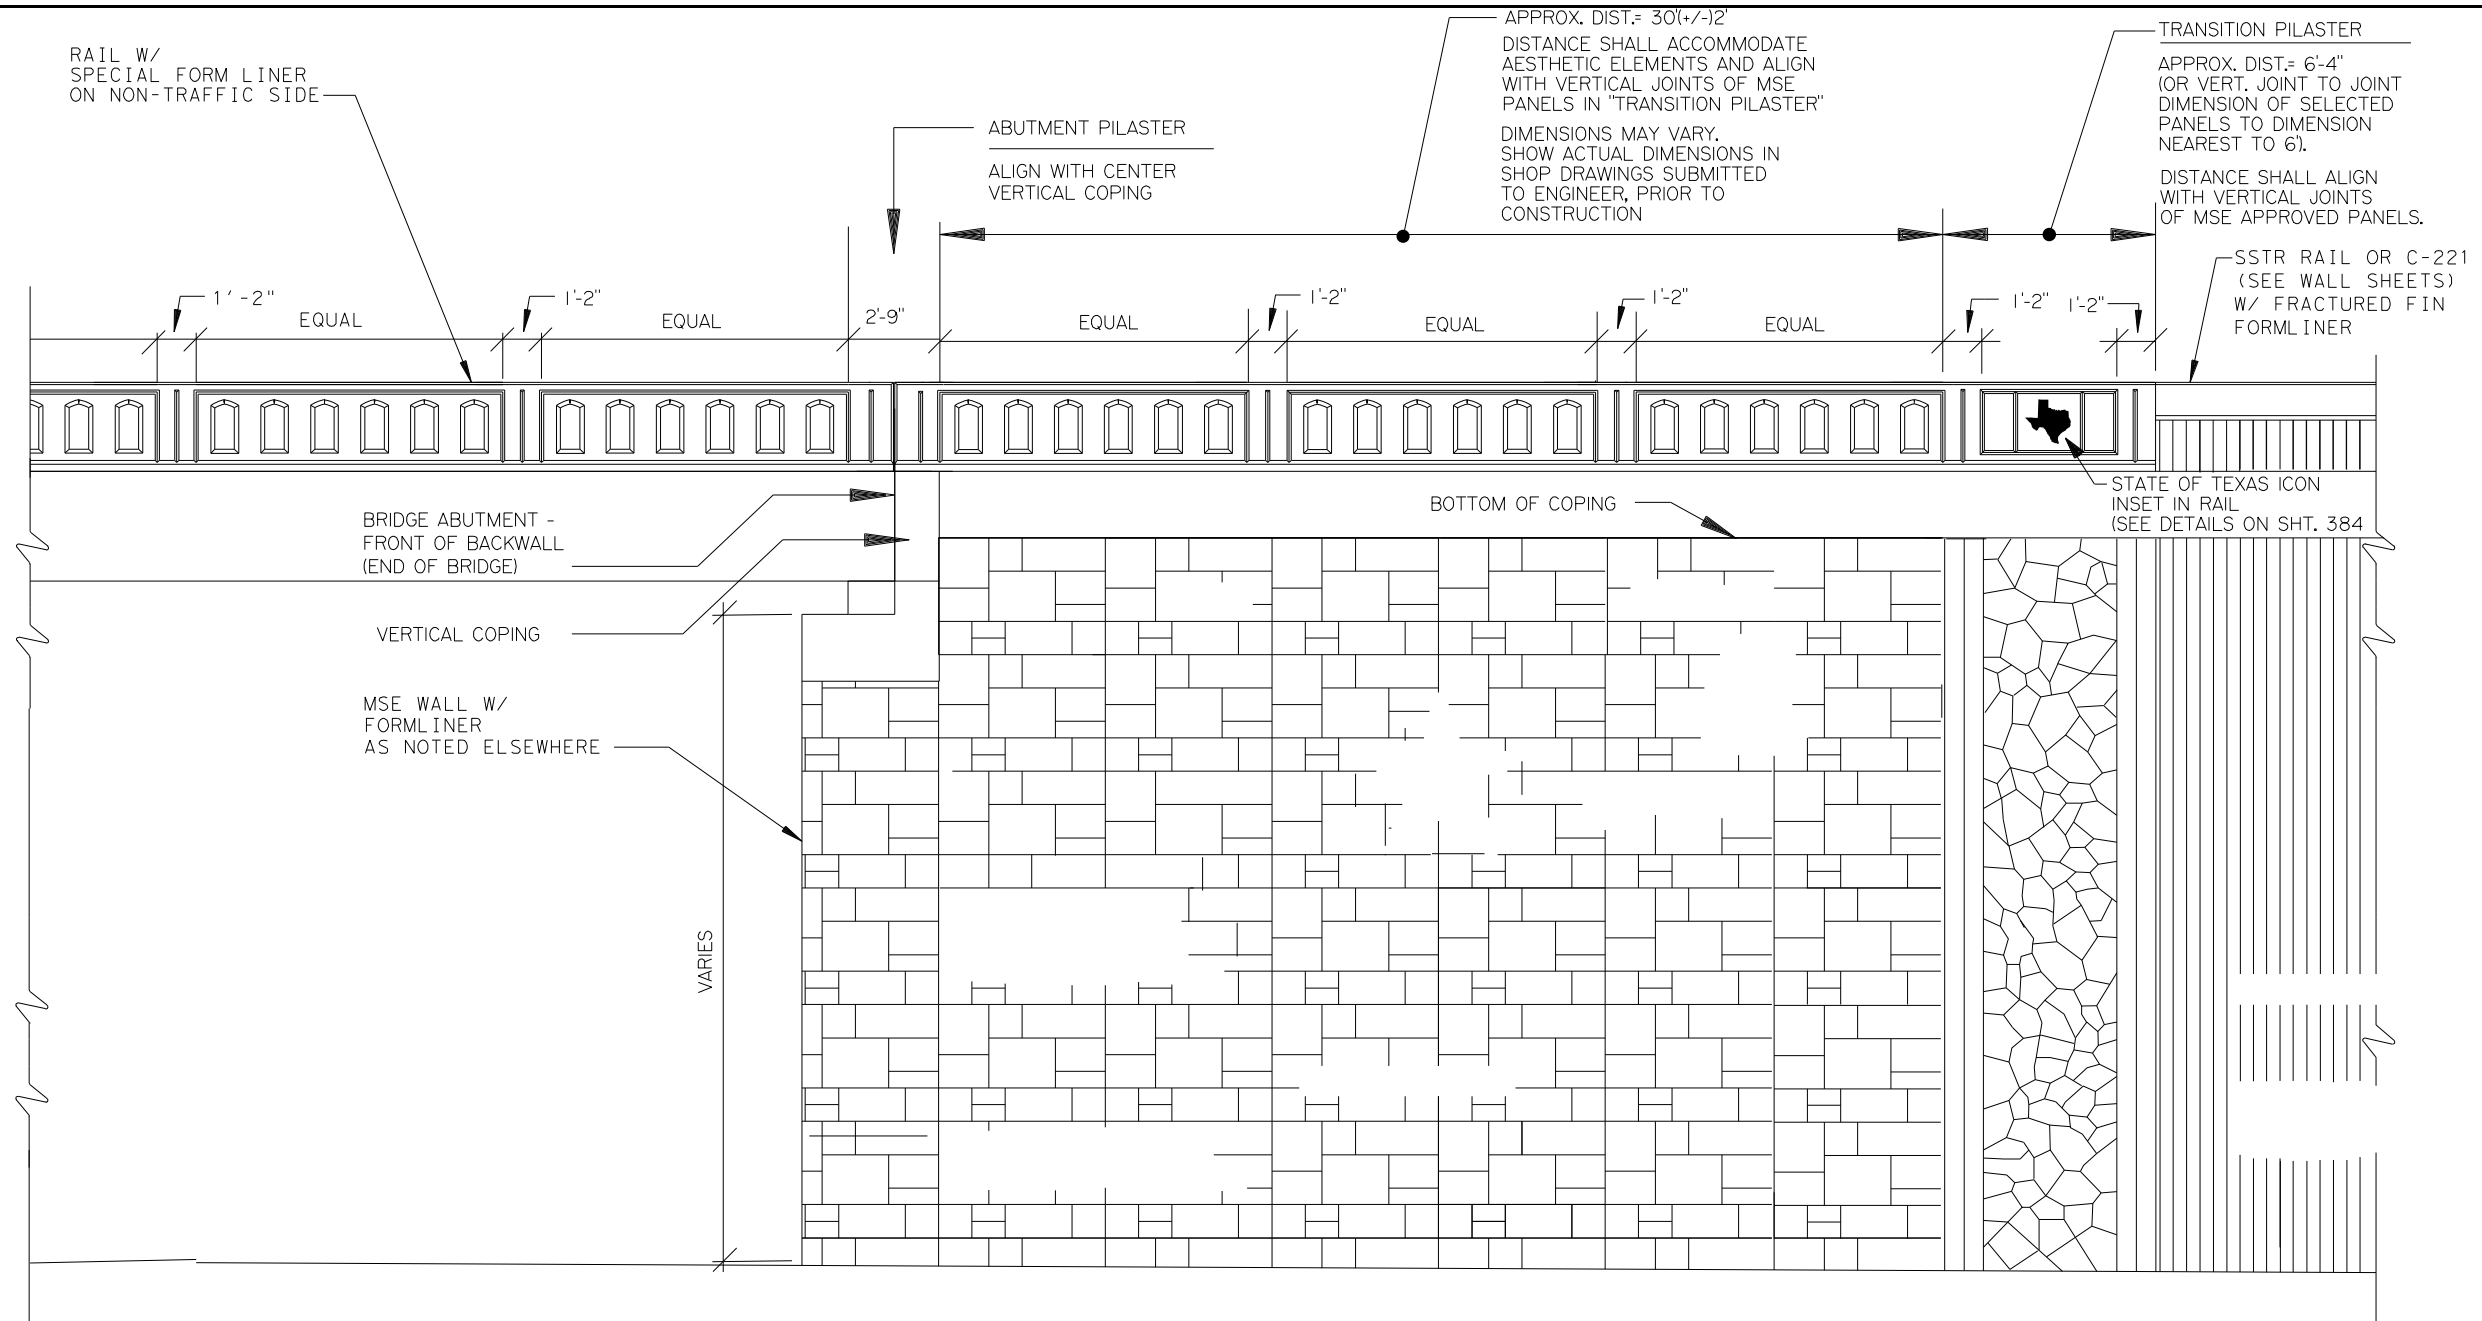 RAIL W/
SPECIAL FORM LINER
ON NON-TRAFFIC SIDE
ABUTMENT PILASTER
ALIGN WITH CENTER
VERTICAL COPING
APPROX. DIST.= 30'(+/-)2'
DISTANCE SHALL ACCOMMODATE
AESTHETIC ELEMENTS AND ALIGN
WITH VERTICAL JOINTS OF MSE
PANELS IN "TRANSITION PILASTER"
DIMENSIONS MAY VARY.
SHOW ACTUAL DIMENSIONS IN
SHOP DRAWINGS SUBMITTED
TO ENGINEER, PRIOR TO
CONSTRUCTION
TRANSITION PILASTER
APPROX. DIST.= 6'-4"
(OR VERT. JOINT TO JOINT
DIMENSION OF SELECTED
PANELS TO DIMENSION
NEAREST TO 6').
DISTANCE SHALL ALIGN
WITH VERTICAL JOINTS
OF MSE APPROVED PANELS.
SSTR RAIL OR C-221
(SEE WALL SHEETS)
W/ FRACTURED FIN
FORMLINER
1'-2"
EQUAL
1'-2"
EQUAL
2'-9"
EQUAL
1'-2"
EQUAL
1'-2"
EQUAL
1'-2"
1'-2"
STATE OF TEXAS ICON
INSET IN RAIL
(SEE DETAILS ON SHT. 384
BOTTOM OF COPING
BRIDGE ABUTMENT -
FRONT OF BACKWALL
(END OF BRIDGE)
VERTICAL COPING
MSE WALL W/
FORMLINER
AS NOTED ELSEWHERE
VARIES